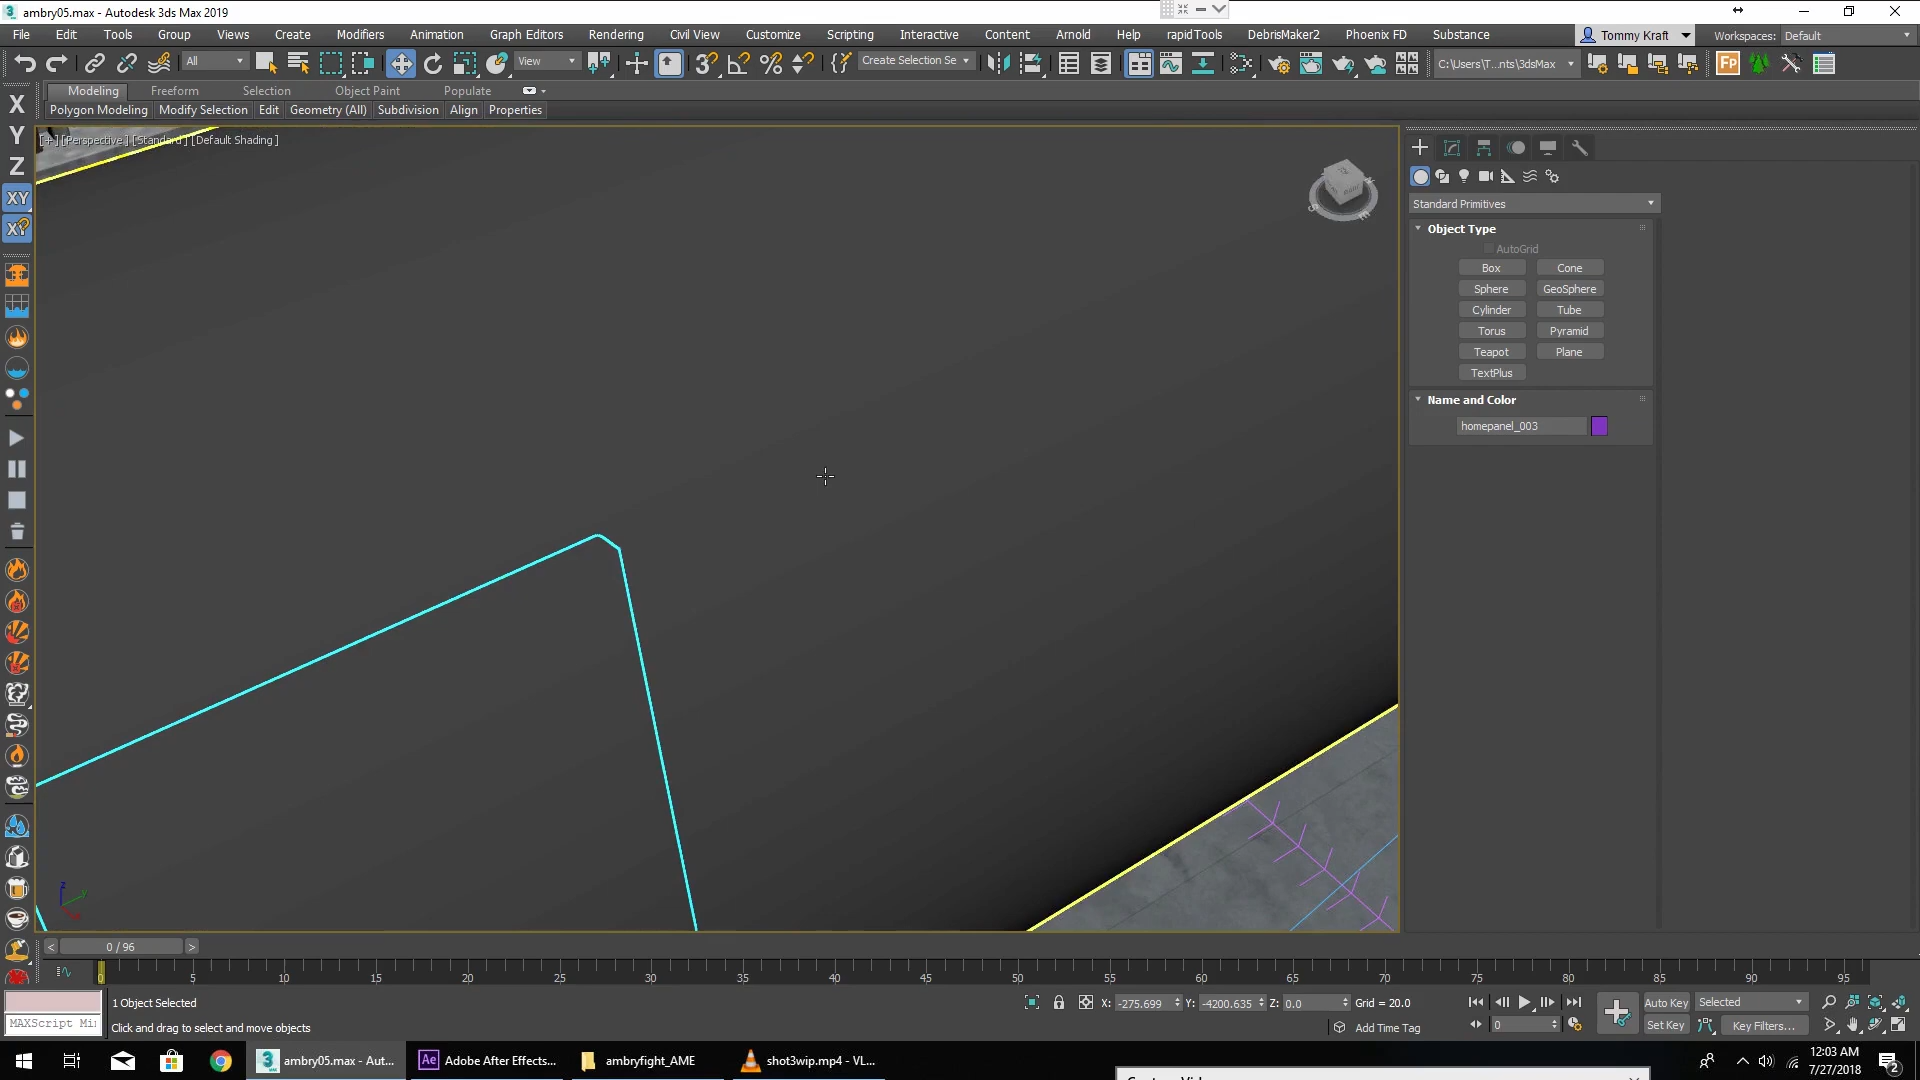 ambry05.max - Autodesk 3ds Max 2019
File Edit Tools Group Views Create Modifiers Animation Graph Editors Rendering Civil View Customize Scripting Interactive Content Arnold Help rapidTools DebrisMaker2 Phoenix FD Substance Tommy Kraft Workspaces: Default
All View Create Selection Se C:\Users\T...nts\3dsMax
Modeling Freeform Selection Object Paint Populate
Polygon Modeling Modify Selection Edit Geometry (All) Subdivision Align Properties
X
Y
Z
XY
[+] [Perspective] [Standard] [Default Shading]
Standard Primitives
Object Type
AutoGrid
Box Cone
Sphere GeoSphere
Cylinder Tube
Torus Pyramid
Teapot Plane
TextPlus
Name and Color
homepanel_003
< 0 / 96 >
0 5 10 15 20 25 30 35 40 45 50 55 60 65 70 75 80 85 90 95
1 Object Selected X: -275.699 Y: -4200.635 Z: 0.0 Grid = 20.0 Auto Key Selected
MAXScript Mi Click and drag to select and move objects Add Time Tag 0 Set Key Key Filters...
ambry05.max - Aut... Adobe After Effects... ambryfight_AME shot3wip.mp4 - VL... 12:03 AM
7/27/2018 2